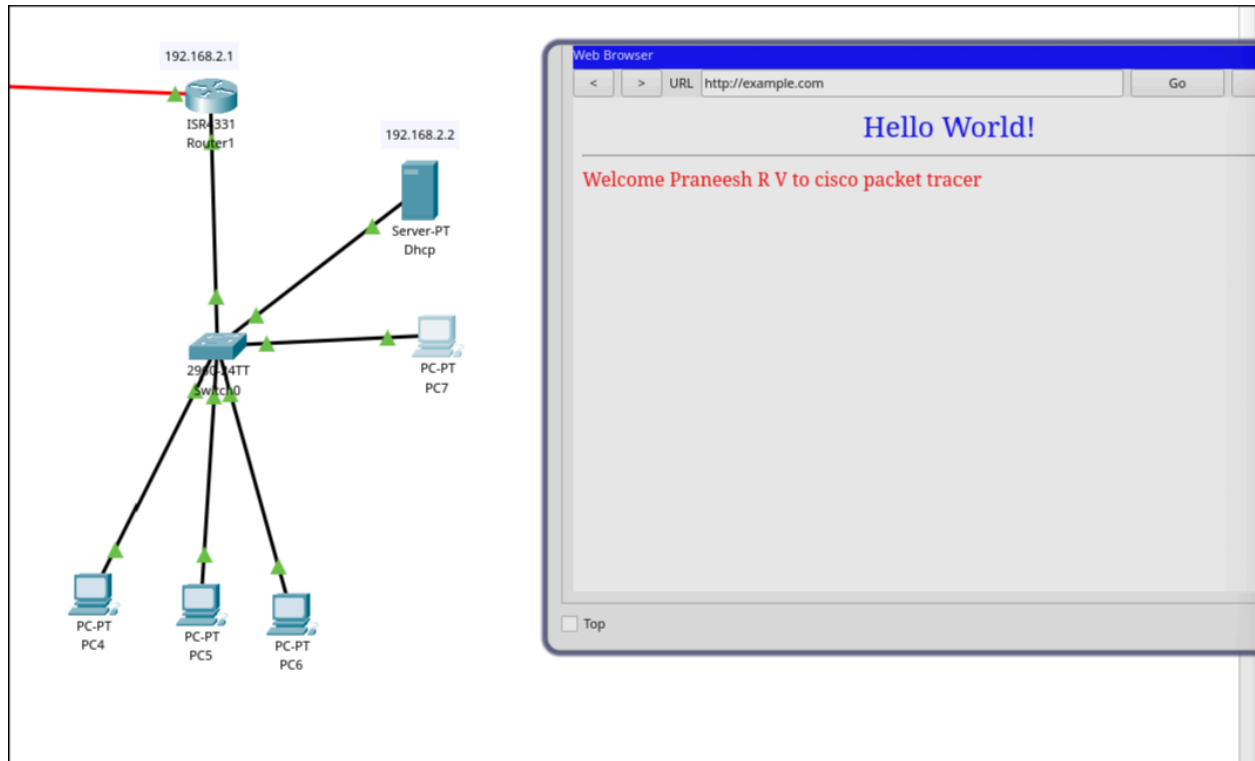 192.168.2.1
ISR4331
Router1
192.168.2.2
Server-PT
Dhcp
2960-24TT
Switch0
PC-PT
PC7
PC-PT
PC4
PC-PT
PC5
PC-PT
PC6
Web Browser
< > URL http://example.com Go
Hello World!
Welcome Praneesh R V to cisco packet tracer
Top